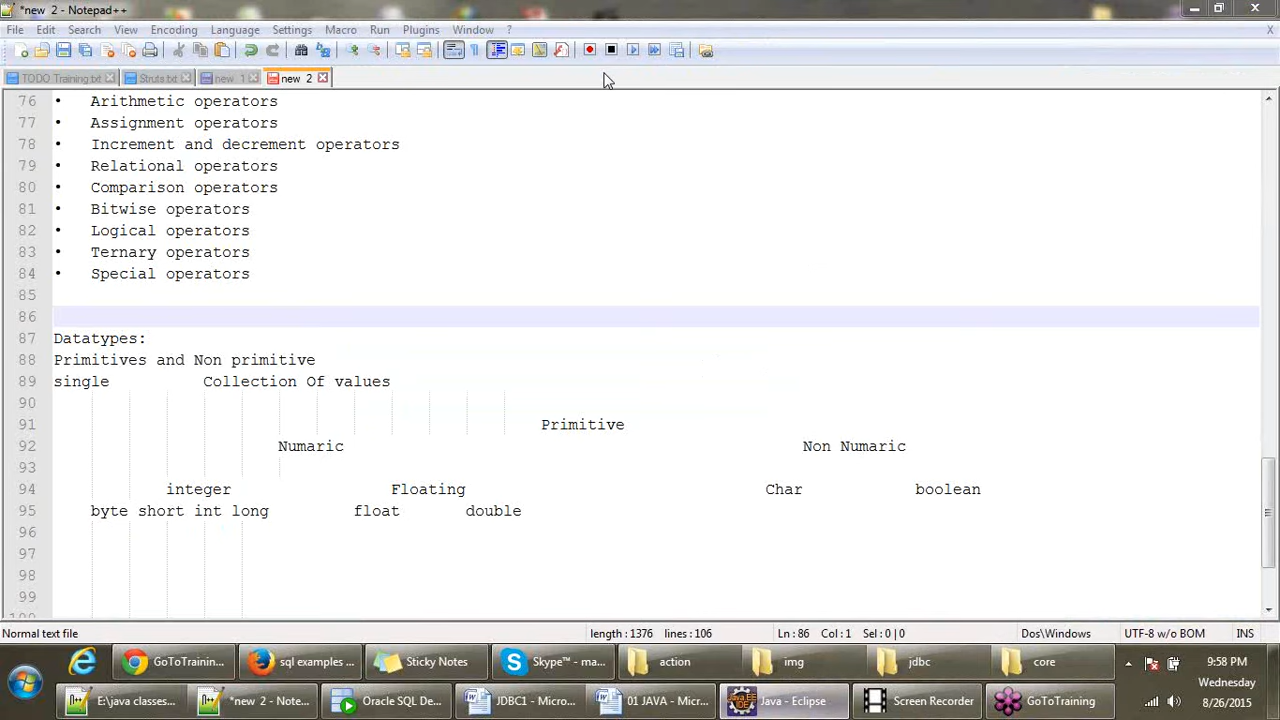 *new 2 - Notepad++
File Edit Search View Encoding Language Settings Macro Run Plugins Window ? X
TODO Training.txt Struts.txt new 1 new 2
76 • Arithmetic operators
77 • Assignment operators
78 • Increment and decrement operators
79 • Relational operators
80 • Comparison operators
81 • Bitwise operators
82 • Logical operators
83 • Ternary operators
84 • Special operators
85
86
87 Datatypes:
88 Primitives and Non primitive
89 single Collection Of values
90
91 Primitive
92 Numaric Non Numaric
93
94 integer Floating Char boolean
95 byte short int long float double
96
97
98
99
100
Normal text file length : 1376 lines : 106 Ln : 86 Col : 1 Sel : 0 | 0 Dos\Windows UTF-8 w/o BOM INS
GoToTrainin... sql examples ... Sticky Notes Skype™ - ma... action img jdbc core 9:58 PM
Wednesday
E:\java classes... *new 2 - Note... Oracle SQL De... JDBC1 - Micro... 01 JAVA - Micr... Java - Eclipse Screen Recorder GoToTraining 8/26/2015